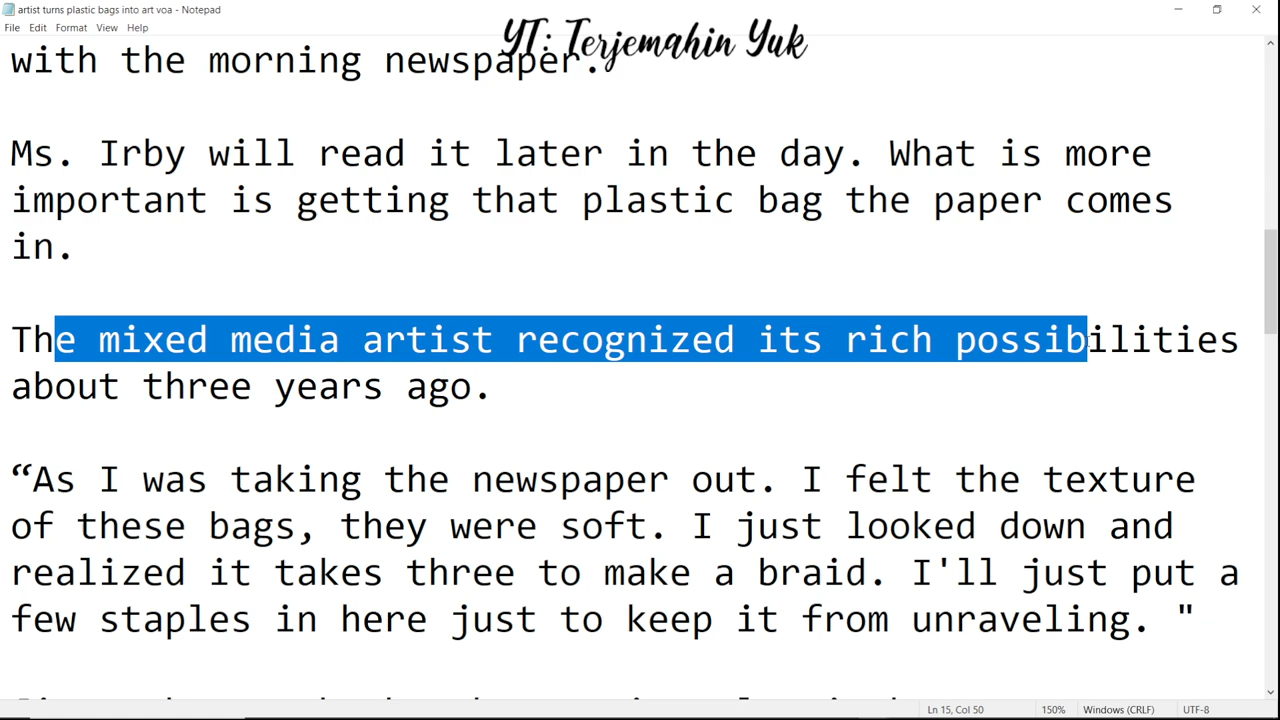 artist turns plastic bags into art voa - Notepad
File Edit Format View Help
YT: Terjemahin Yuk
with the morning newspaper.
Ms. Irby will read it later in the day. What is more
important is getting that plastic bag the paper comes
in.
The mixed media artist recognized its rich possibilities
about three years ago.
“As I was taking the newspaper out. I felt the texture
of these bags, they were soft. I just looked down and
realized it takes three to make a braid. I'll just put a
few staples in here just to keep it from unraveling. "
Ln 15, Col 50 150% Windows (CRLF) UTF-8